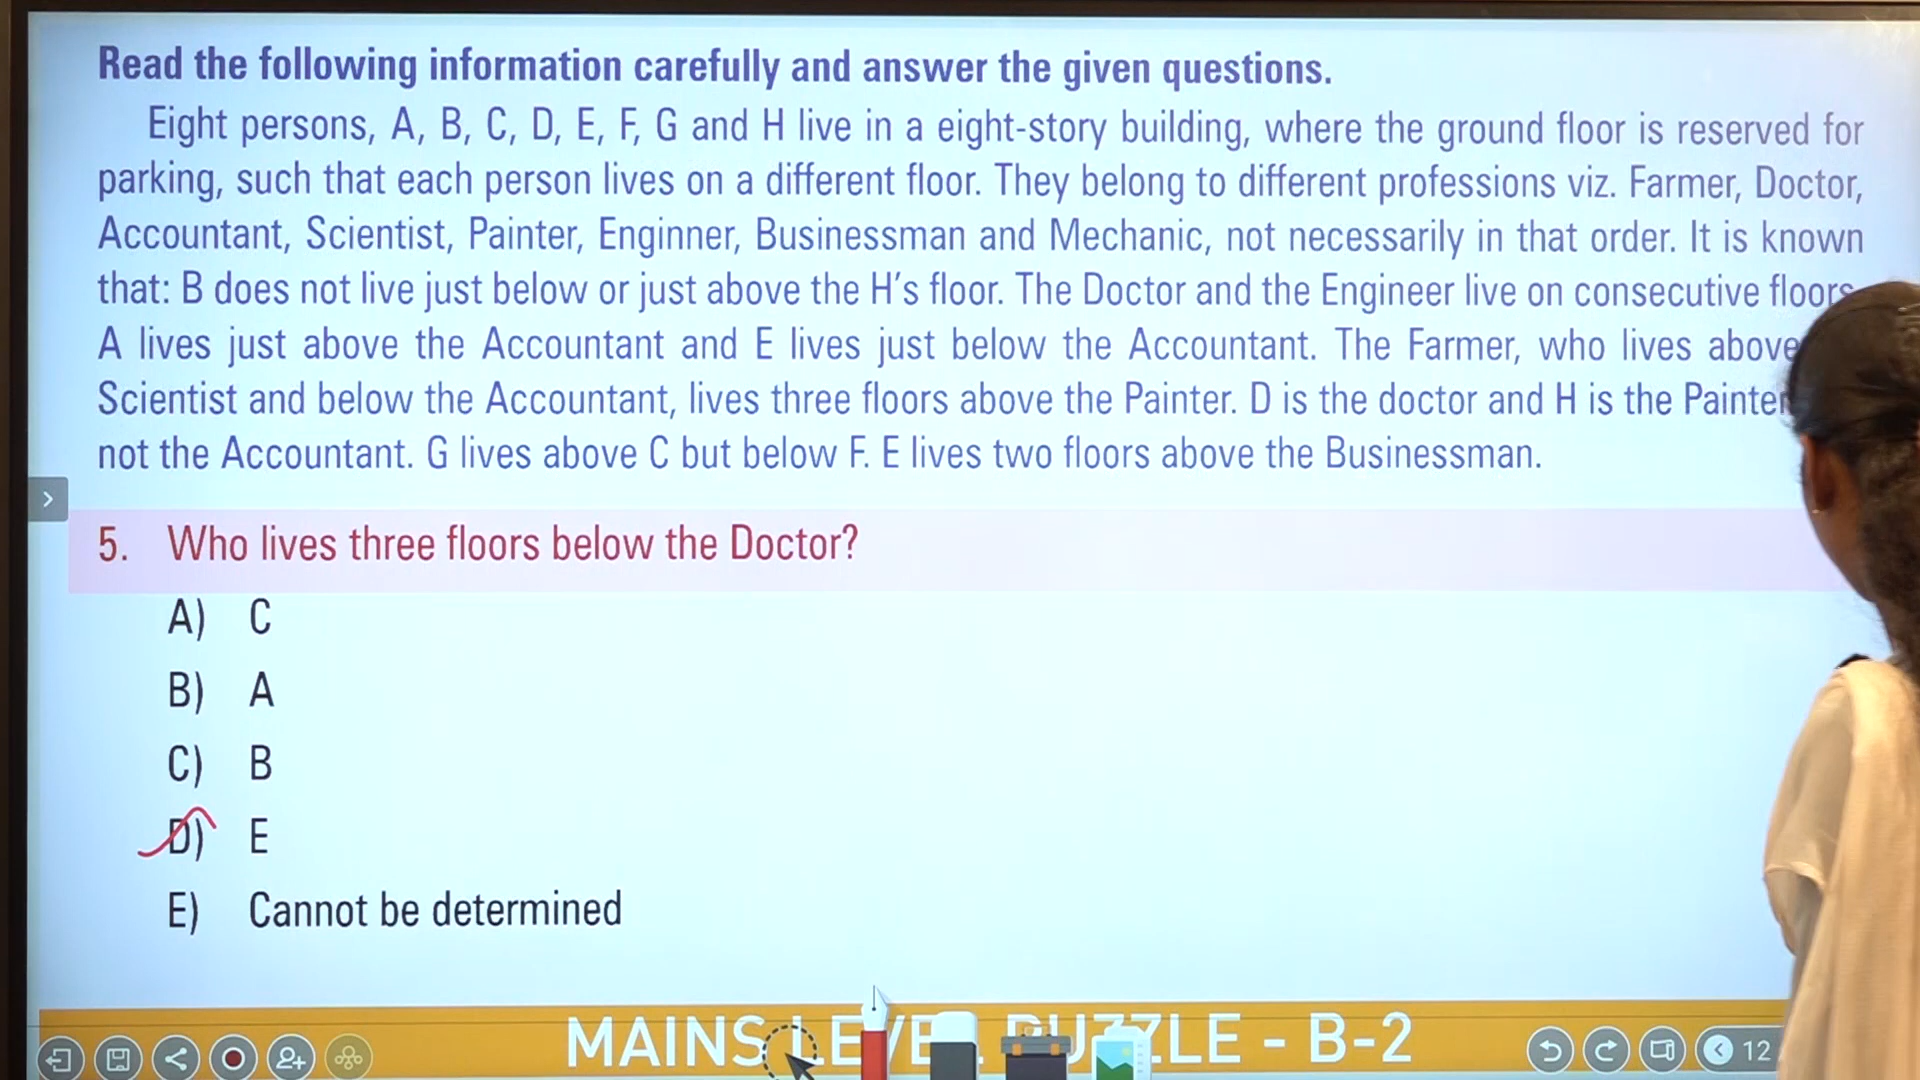 Read the following information carefully and answer the given questions.
Eight persons, A, B, C, D, E, F, G and H live in a eight-story building, where the ground floor is reserved for
parking, such that each person lives on a different floor. They belong to different professions viz. Farmer, Doctor,
Accountant, Scientist, Painter, Enginner, Businessman and Mechanic, not necessarily in that order. It is known
that: B does not live just below or just above the H's floor. The Doctor and the Engineer live on consecutive floors
A lives just above the Accountant and E lives just below the Accountant. The Farmer, who lives above
Scientist and below the Accountant, lives three floors above the Painter. D is the doctor and H is the Painter
not the Accountant. G lives above C but below F. E lives two floors above the Businessman.
5. Who lives three floors below the Doctor?
A) C
B) A
C) B
D) E
E) Cannot be determined
MAINS LEVEL PUZZLE - B-2
12